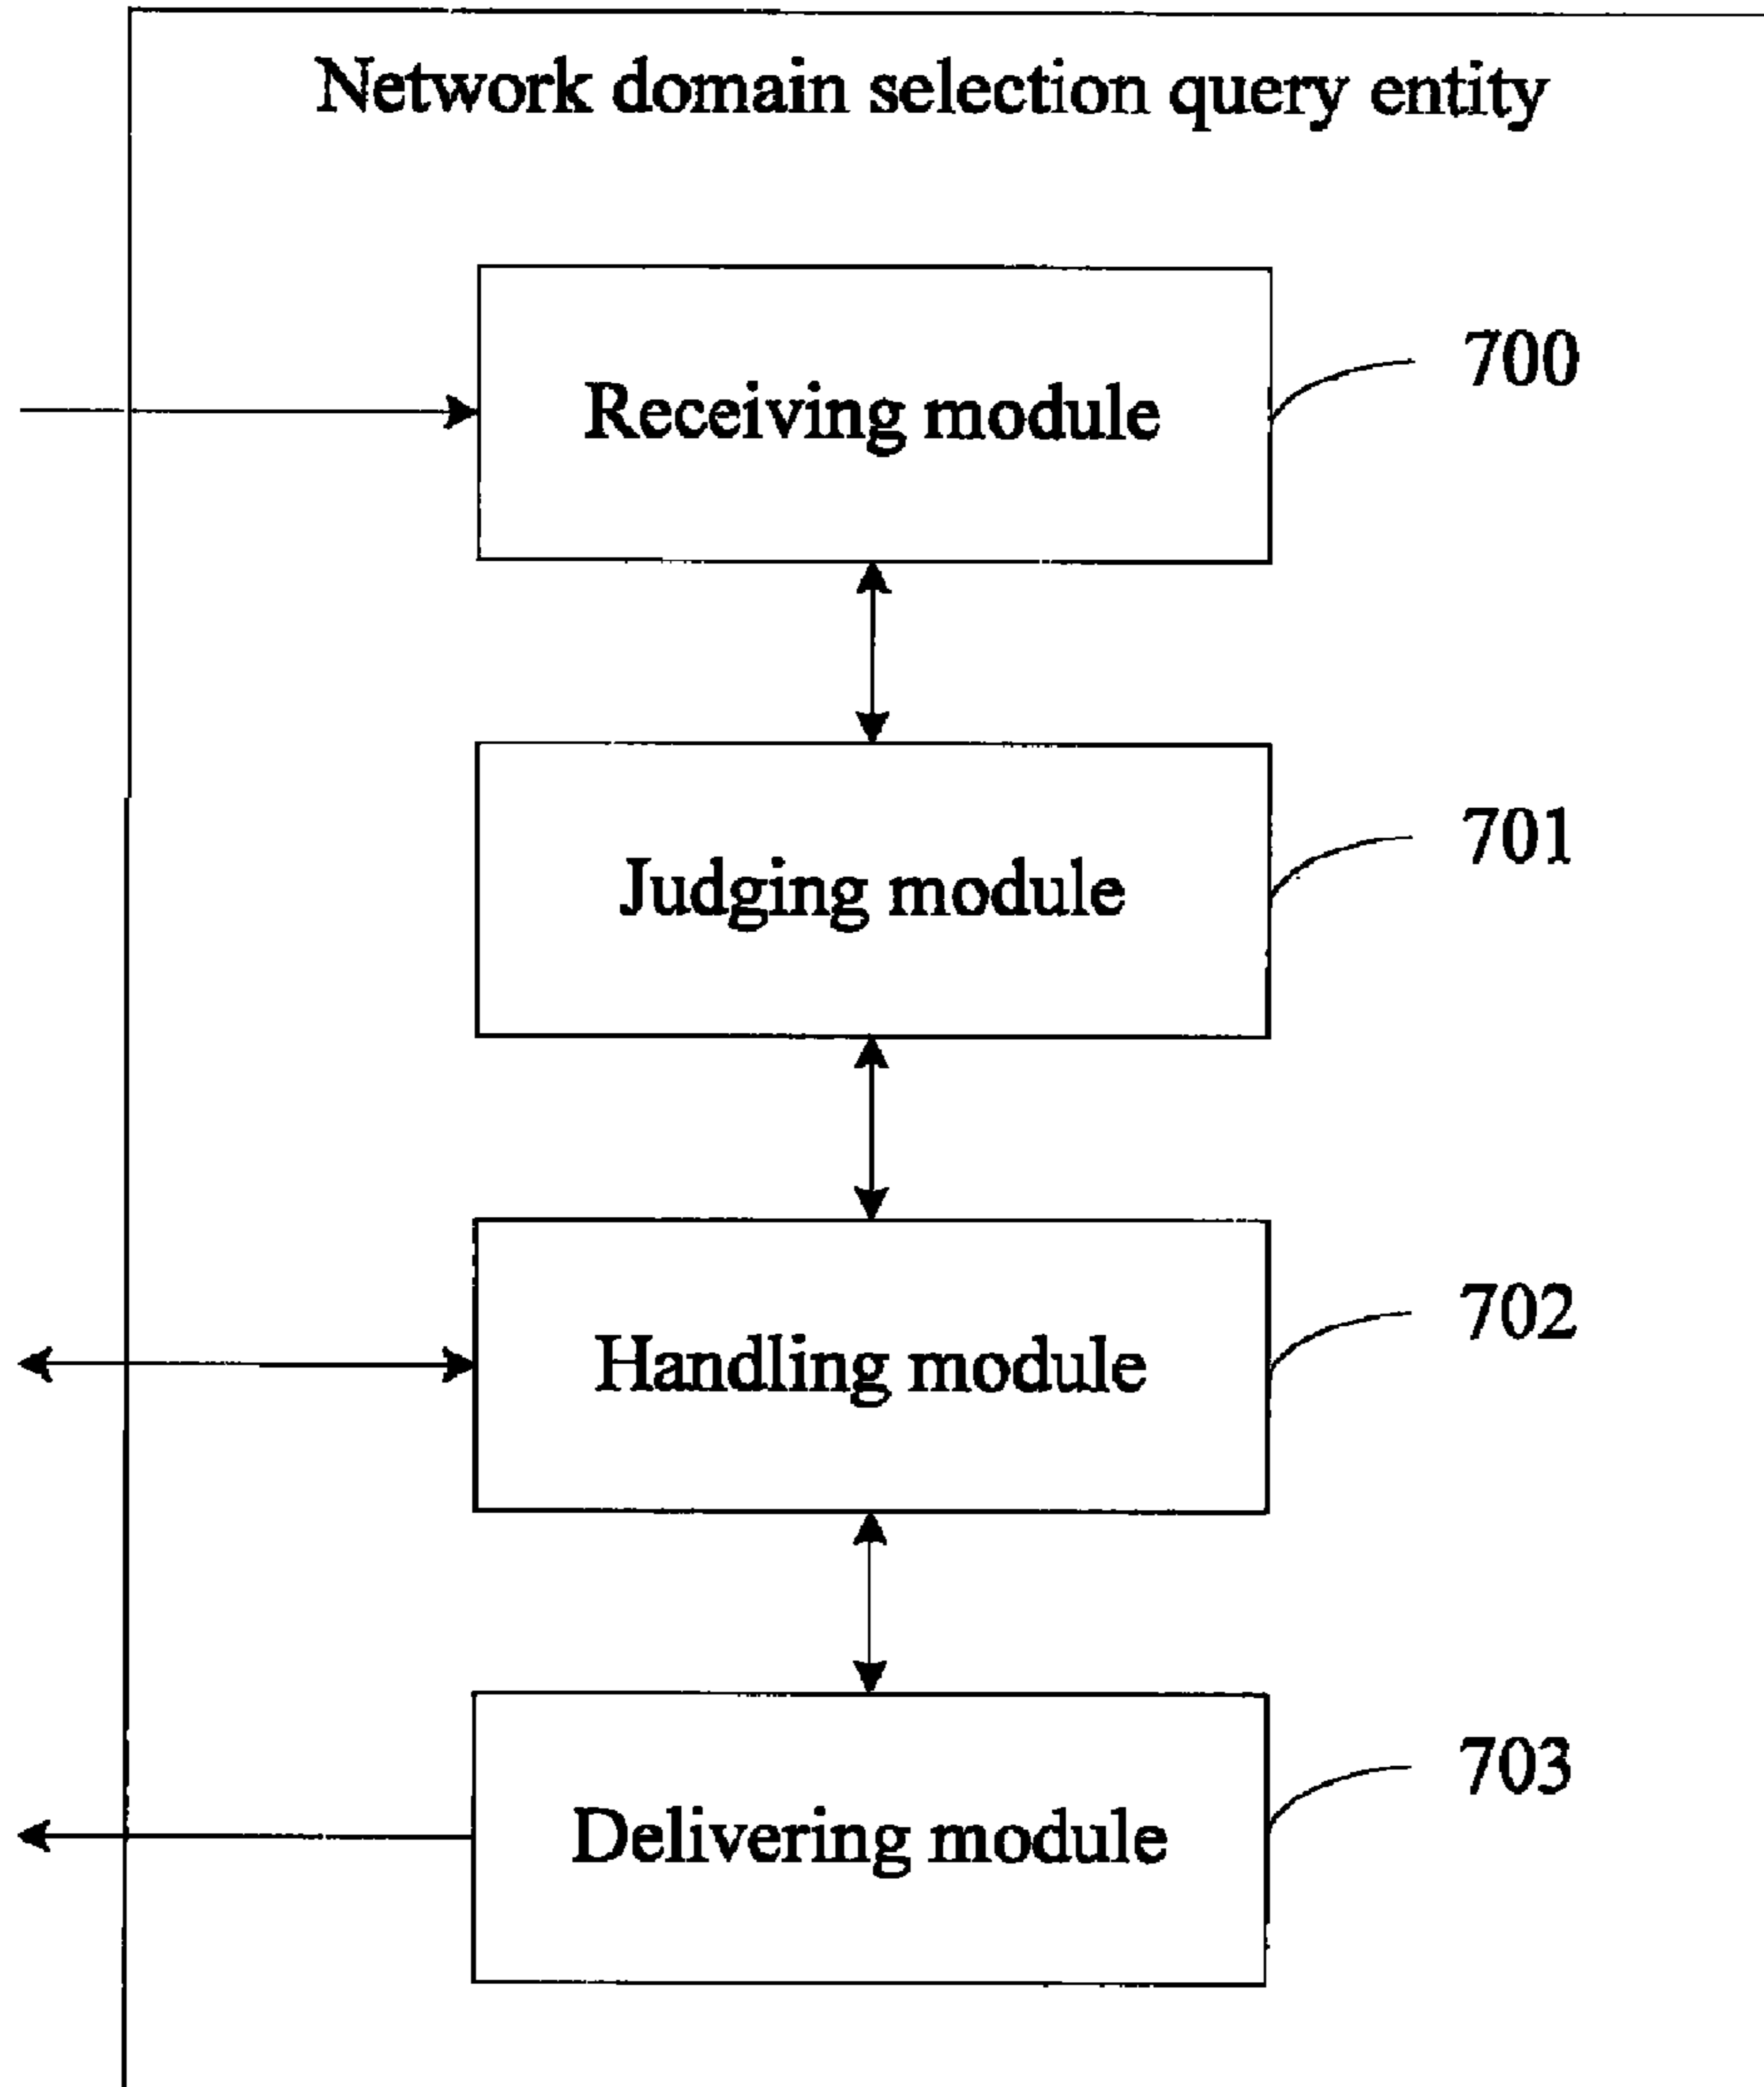 Network domain selection query entity
Receiving module
700
Judging module
701
Handling module
702
Delivering module
703